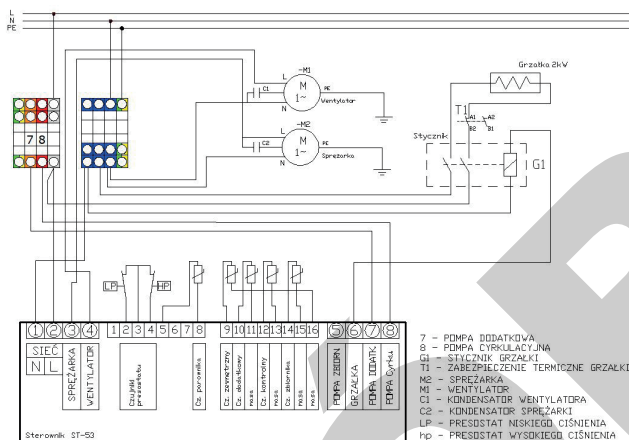 L
N
PE
Grzałka 2kW
-M1
L
C1
M
1~
PE
Wentylator
N
T1
A1 A2
B2 B1
-M2
L
C2
M
1~
PE
Sprężarka
N
Stycznik
G1
7 8
LP
HP
1 2 3 4
1 2 3 4 5 6 7 8
9 10 11 12 13 14 15 16
5 6 7 8
SIEĆ
N L
SPRĘŻARKA
WENTYLATOR
Czujniki
presostatu
Cz. parownika
Cz. zewnętrzny
Cz. dodatkowy
masa
Cz. kontrolny
masa
Cz. zbiornika
masa
POMPA ZBIORN
GRZAŁKA
POMPA DODATK.
POMPA Cyrku
Sterownik ST-53
7 - POMPA DODATKOWA
8 - POMPA CYRKULACYJNA
G1 - STYCZNIK GRZAŁKI
T1 - ZABEZPIECZENIE TERMICZNE GRZAŁKI
M2 - SPRĘŻARKA
M1 - WENTYLATOR
C1 - KONDENSATOR WENTYLATORA
C2 - KONDENSATOR SPRĘŻARKI
LP - PRESOSTAT NISKIEGO CIŚNIENIA
hp - PRESOSTAT WYSOKIEGO CIŚNIENIA